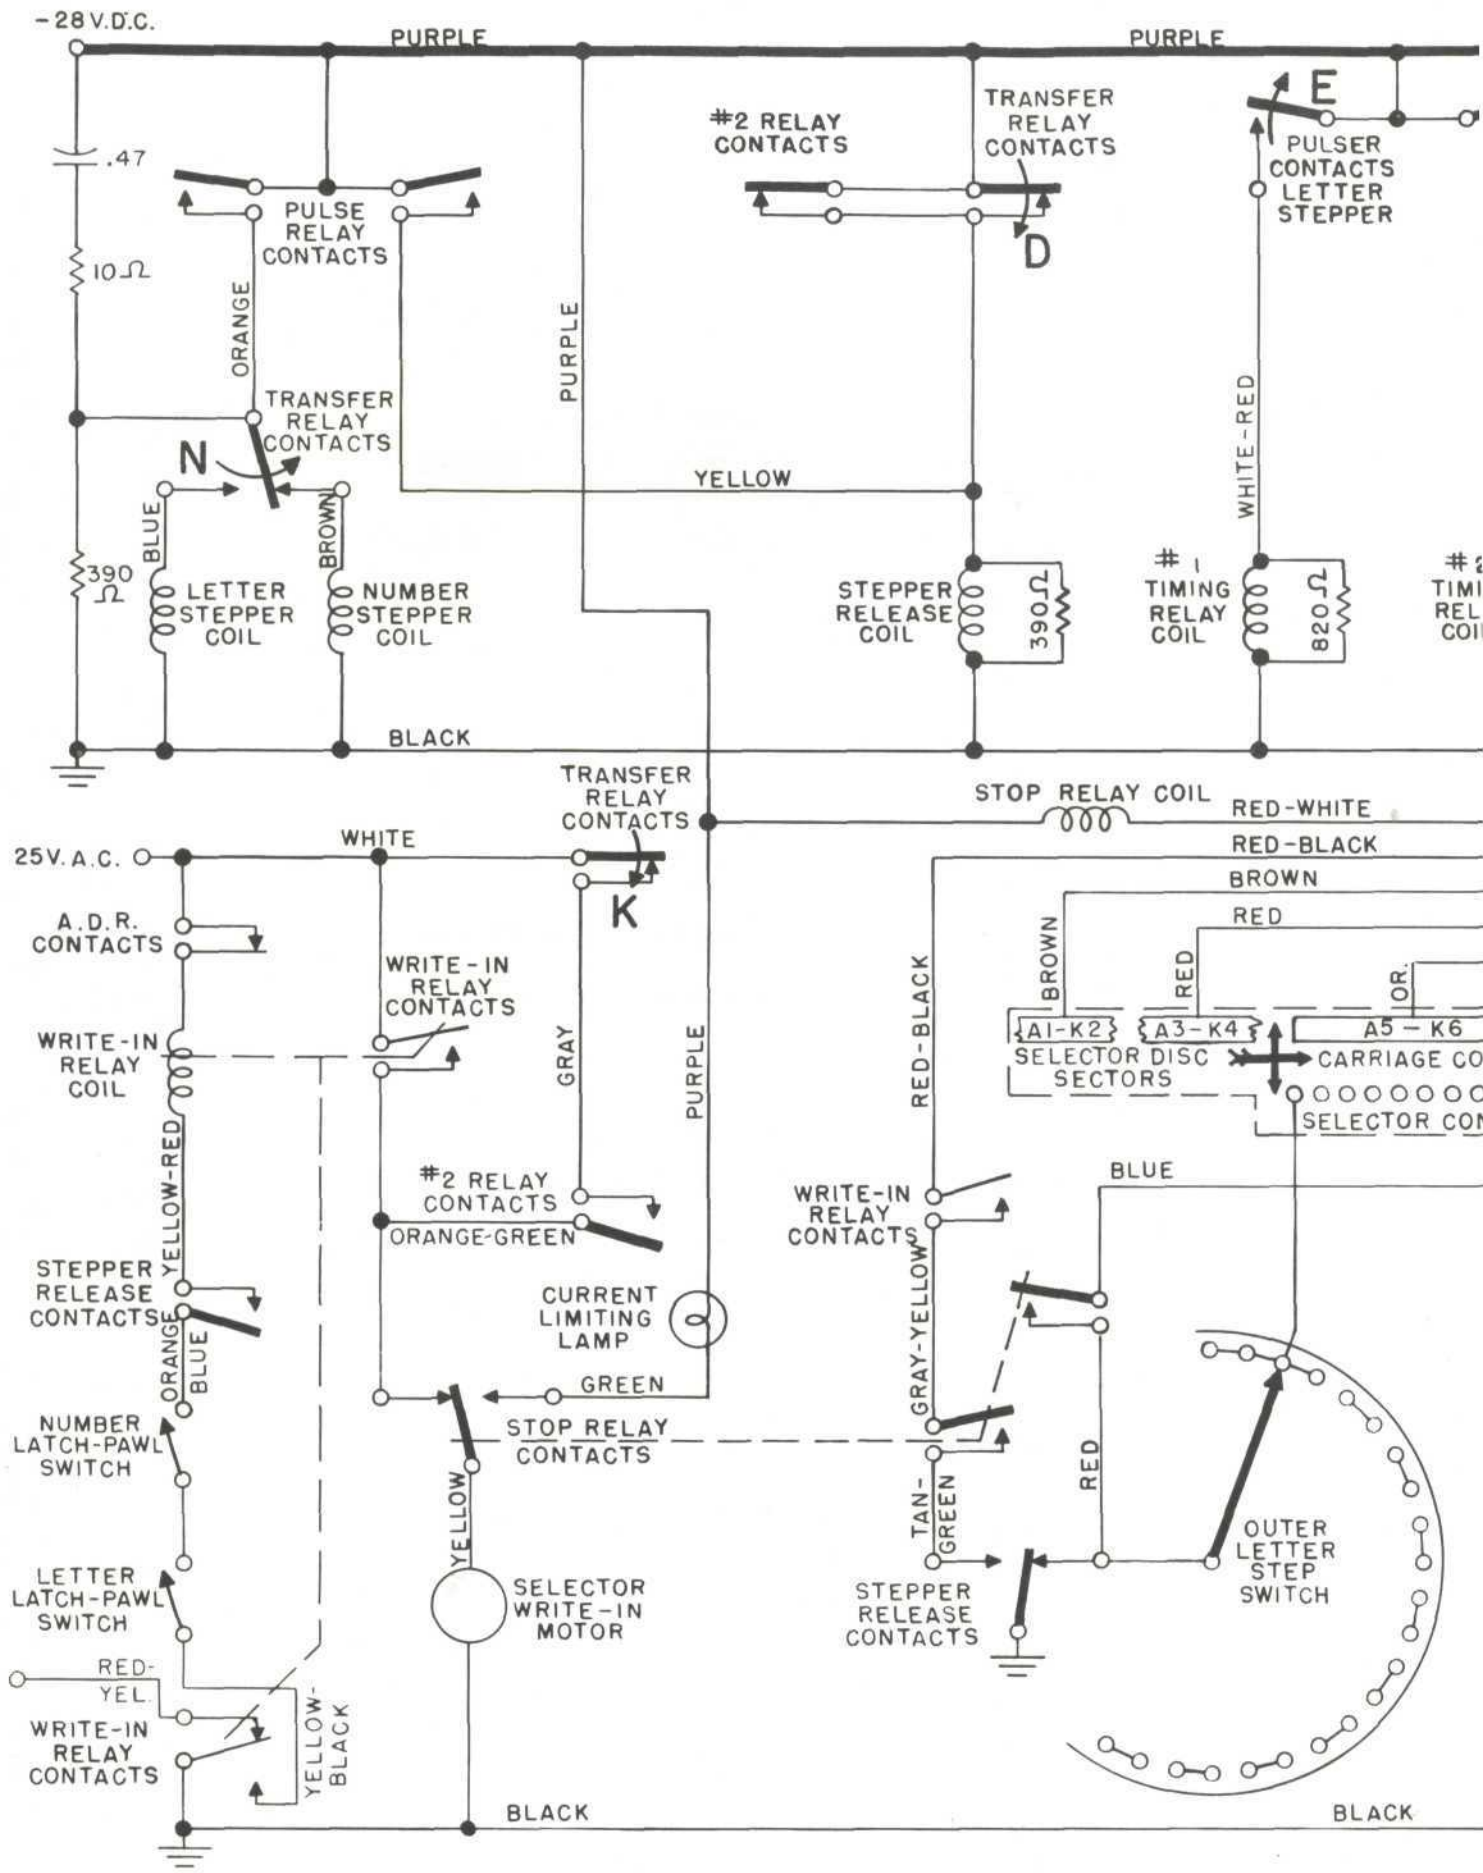 -28 V.D.C.
PURPLE
PURPLE
.47
10Ω
390
Ω
PULSE
RELAY
CONTACTS
ORANGE
TRANSFER
RELAY
CONTACTS
N
BLUE
BROWN
LETTER
STEPPER
COIL
NUMBER
STEPPER
COIL
PURPLE
#2 RELAY
CONTACTS
TRANSFER
RELAY
CONTACTS
D
E
PULSER
CONTACTS
LETTER
STEPPER
YELLOW
WHITE-RED
STEPPER
RELEASE
COIL
390Ω
#1
TIMING
RELAY
COIL
820Ω
BLACK
TRANSFER
RELAY
CONTACTS
K
STOP RELAY COIL
RED-WHITE
RED-BLACK
BROWN
RED
25V. A.C.
WHITE
A.D.R.
CONTACTS
WRITE-IN
RELAY
COIL
WRITE-IN
RELAY
CONTACTS
GRAY
PURPLE
RED-BLACK
BROWN
RED
OR.
A1-K2
A3-K4
A5-K6
SELECTOR DISC
SECTORS
CARRIAGE CO
SELECTOR CON
YELLOW-RED
#2 RELAY
CONTACTS
ORANGE-GREEN
STEPPER
RELEASE
CONTACTS
ORANGE
BLUE
CURRENT
LIMITING
LAMP
GREEN
STOP RELAY
CONTACTS
WRITE-IN
RELAY
CONTACTS
GRAY-YELLOW
BLUE
RED
NUMBER
LATCH-PAWL
SWITCH
YELLOW
TAN-
GREEN
OUTER
LETTER
STEP
SWITCH
LETTER
LATCH-PAWL
SWITCH
SELECTOR
WRITE-IN
MOTOR
STEPPER
RELEASE
CONTACTS
RED-
YEL.
WRITE-IN
RELAY
CONTACTS
YELLOW-
BLACK
BLACK
BLACK